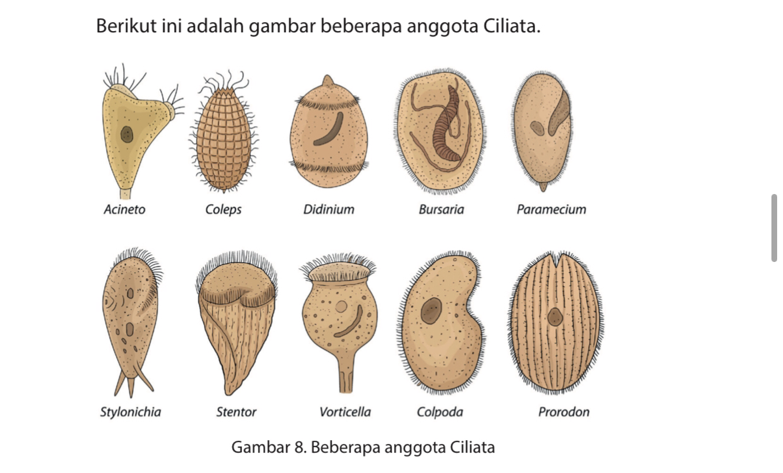 Berikut ini adalah gambar beberapa anggota Ciliata.
Acineto Coleps Didinium Bursaria Paramecium
Stylonichia Stentor Vorticella Colpoda Prorodon
Gambar 8. Beberapa anggota Ciliata